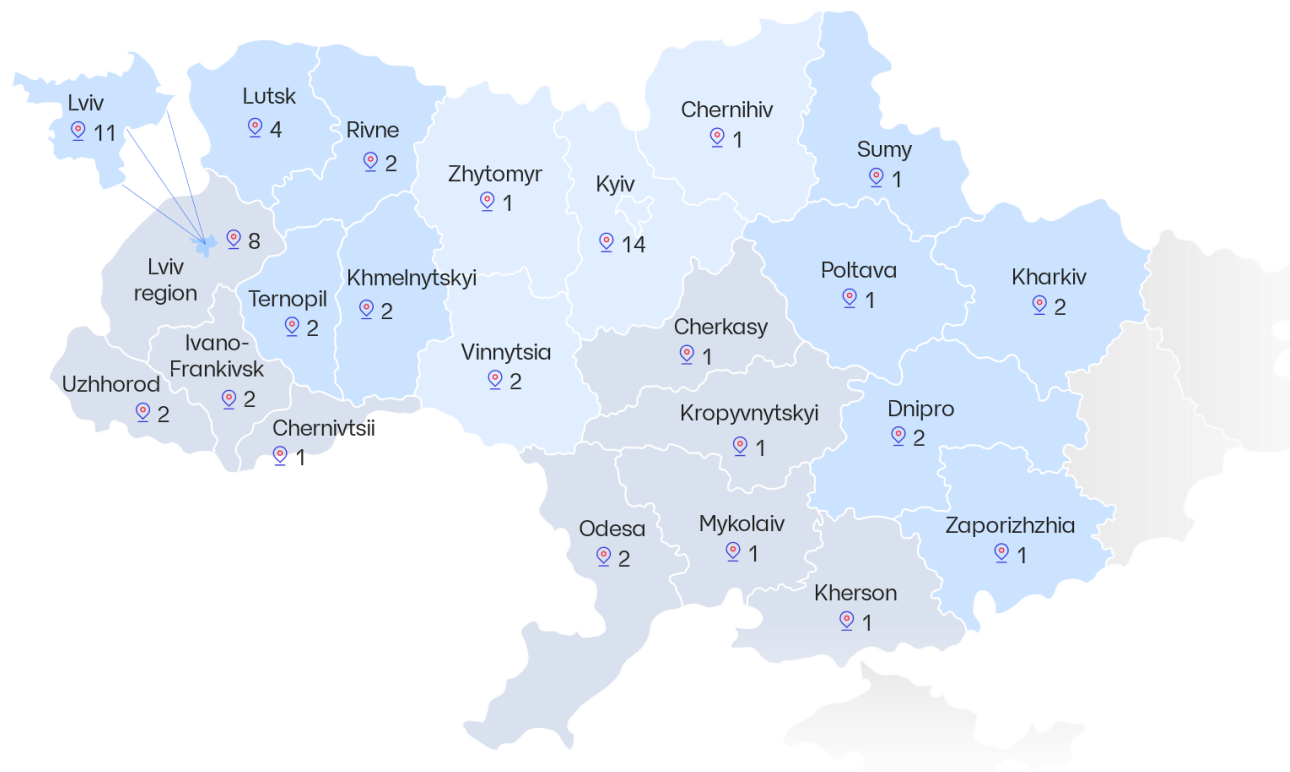 Lviv
11
Lutsk
4
Rivne
2
Zhytomyr
1
Kyiv
14
Chernihiv
1
Sumy
1
8
Lviv
region
Ternopil
2
Khmelnytskyi
2
Vinnytsia
2
Cherkasy
1
Poltava
1
Kharkiv
2
Ivano-
Frankivsk
2
Uzhhorod
2
Chernivtsii
1
Kropyvnytskyi
1
Dnipro
2
Odesa
2
Mykolaiv
1
Zaporizhzhia
1
Kherson
1